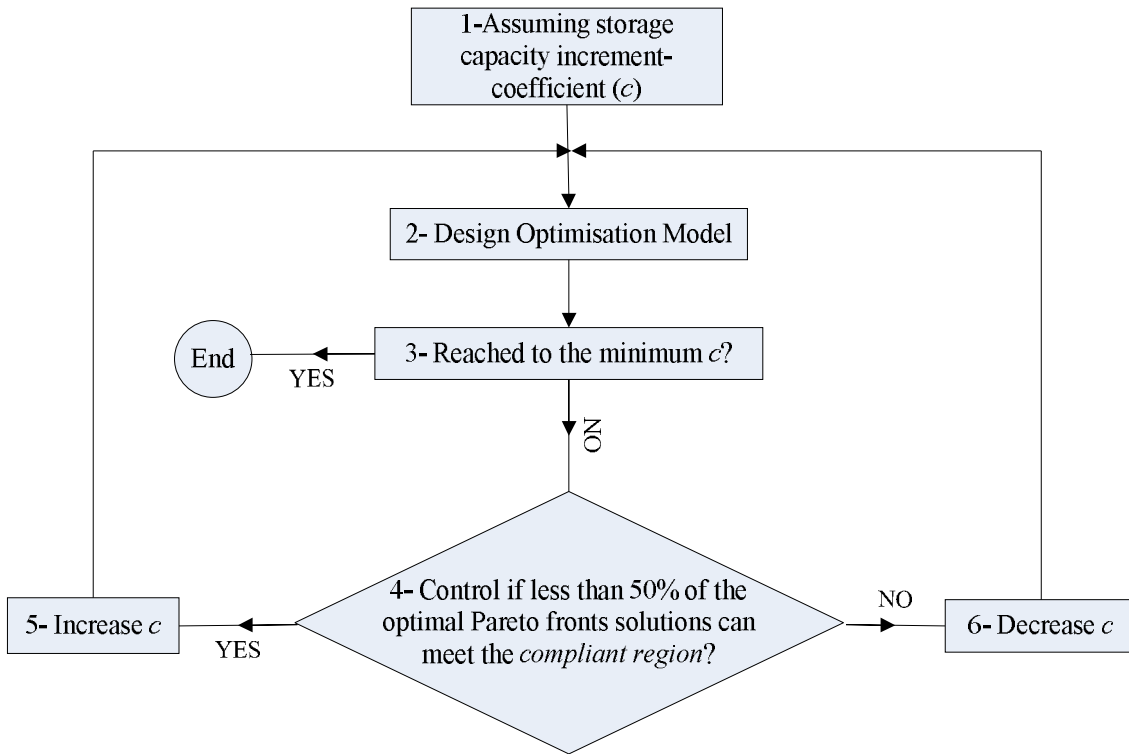 1-Assuming storage
capacity increment-
coefficient (c)
2- Design Optimisation Model
3- Reached to the minimum c?
End
YES
NO
4- Control if less than 50% of the
optimal Pareto fronts solutions can
meet the compliant region?
5- Increase c
YES
NO
6- Decrease c